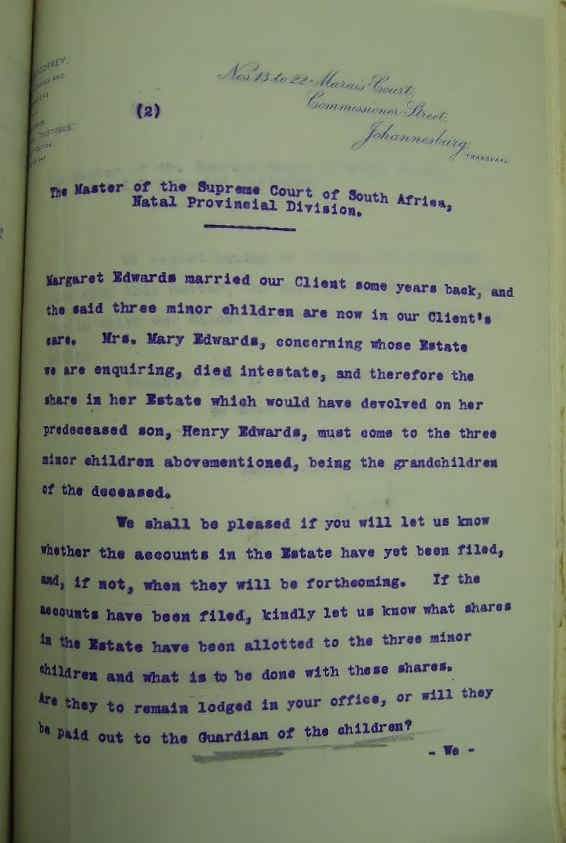 Nos 15 to 22 Marais Court,
Commissioner Street,
Johannesburg,
TRANSVAAL
(2)
The Master of the Supreme Court of South Africa,
Natal Provincial Division.
Margaret Edwards married our Client some years back, and
the said three minor children are now in our Client's
care. Mrs. Mary Edwards, concerning whose Estate
we are enquiring, died intestate, and therefore the
share in her Estate which would have devolved on her
predeceased son, Henry Edwards, must come to the three
minor children abovementioned, being the grandchildren
of the deceased.
We shall be pleased if you will let us know
whether the accounts in the Estate have yet been filed,
and, if not, when they will be forthcoming. If the
accounts have been filed, kindly let us know what shares
in the Estate have been allotted to the three minor
children and what is to be done with these shares.
Are they to remain lodged in your office, or will they
be paid out to the Guardian of the children?
- We -